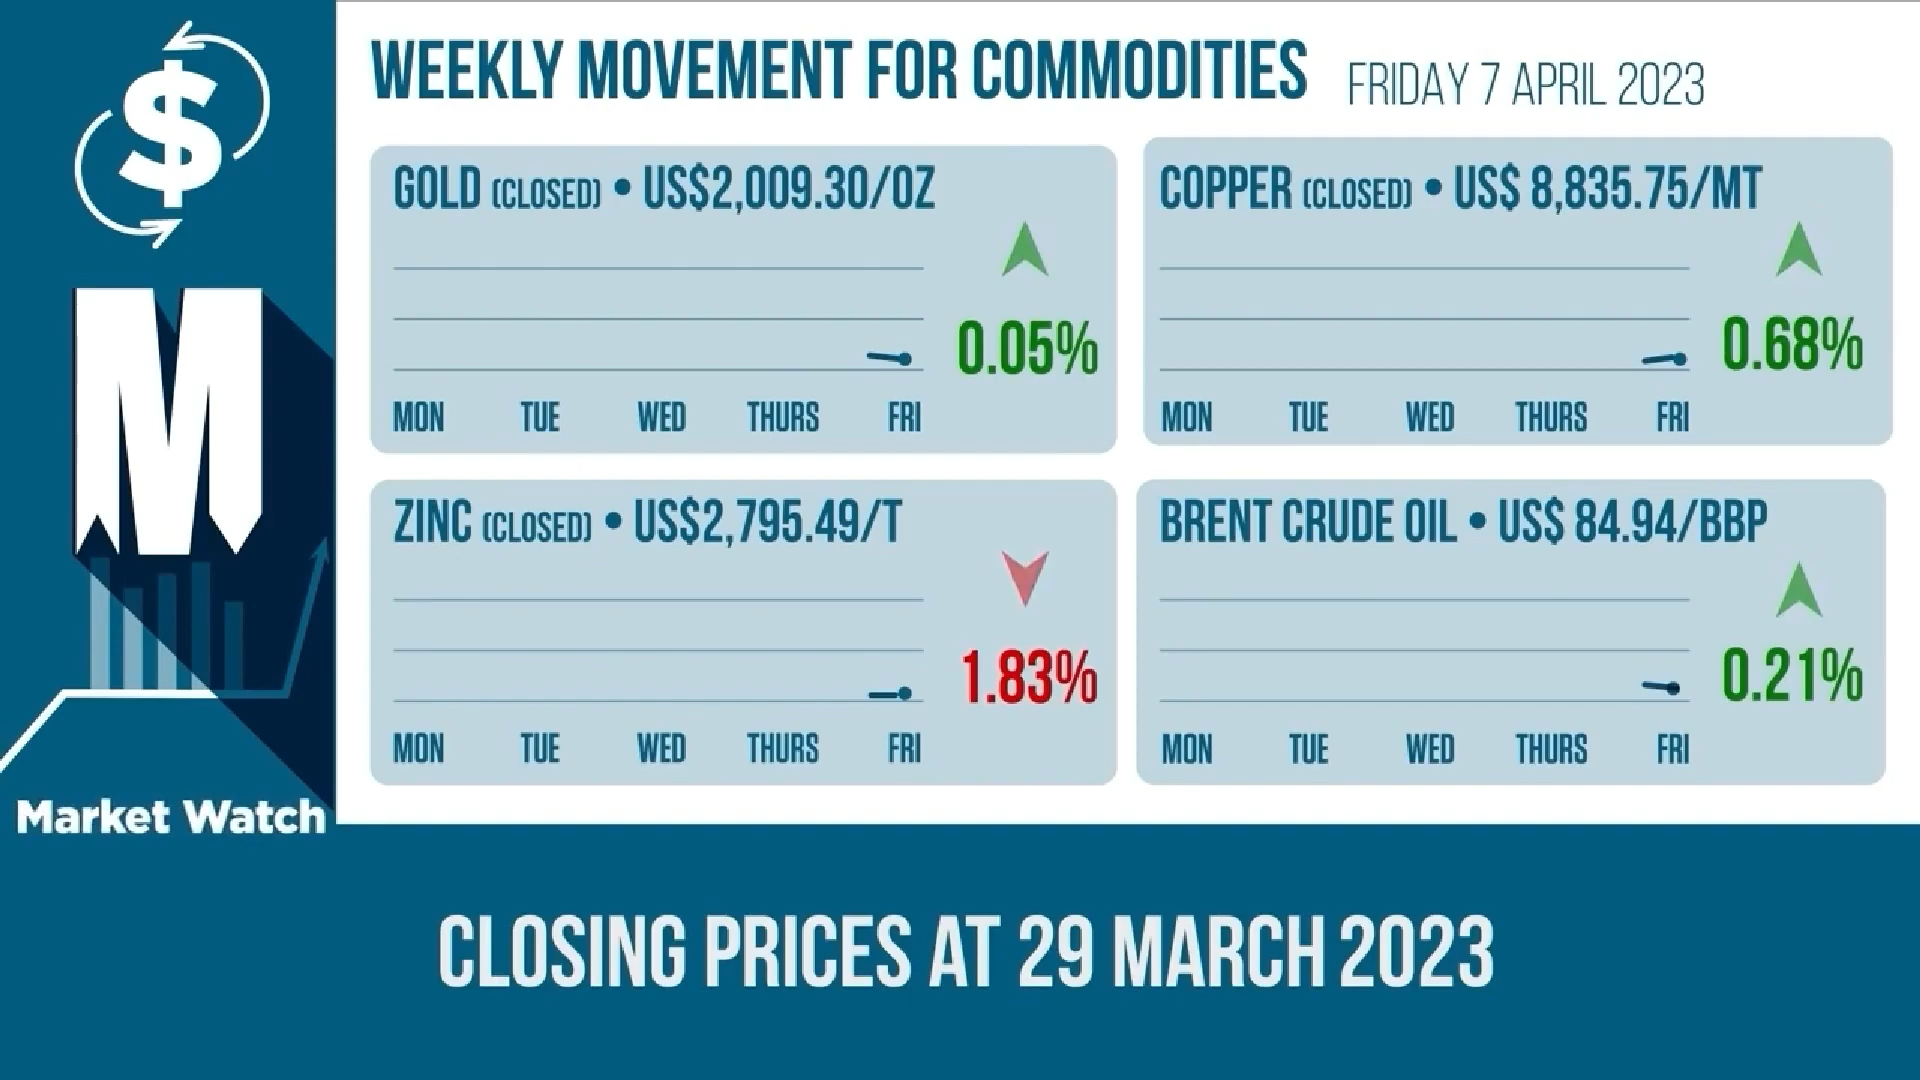 $
WEEKLY MOVEMENT FOR COMMODITIES FRIDAY 7 APRIL 2023
GOLD (CLOSED) • US$2,009.30/OZ
0.05%
MON TUE WED THURS FRI
COPPER (CLOSED) • US$ 8,835.75/MT
0.68%
MON TUE WED THURS FRI
ZINC (CLOSED) • US$2,795.49/T
1.83%
MON TUE WED THURS FRI
BRENT CRUDE OIL • US$ 84.94/BBP
0.21%
MON TUE WED THURS FRI
M
Market Watch
CLOSING PRICES AT 29 MARCH 2023